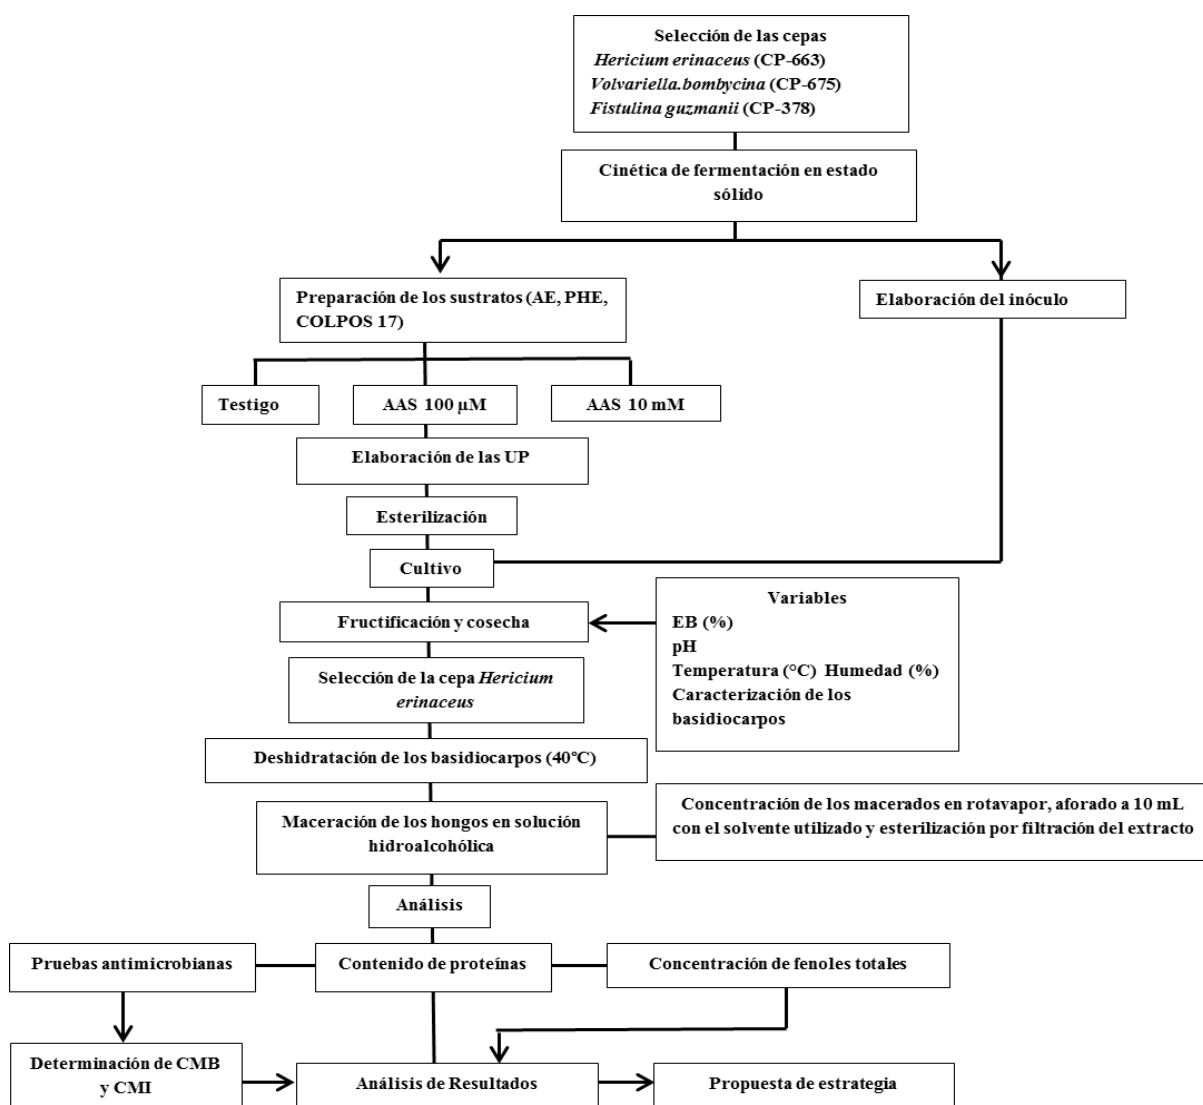 Selección de las cepas
Hericium erinaceus (CP-663)
Volvariella.bombycina (CP-675)
Fistulina guzmanii (CP-378)
Cinética de fermentación en estado
sólido
Preparación de los sustratos (AE, PHE,
COLPOS 17)
Elaboración del inóculo
Testigo
AAS 100 µM
AAS 10 mM
Elaboración de las UP
Esterilización
Cultivo
Fructificación y cosecha
Variables
EB (%)
pH
Temperatura (°C) Humedad (%)
Caracterización de los
basidiocarpos
Selección de la cepa Hericium
erinaceus
Deshidratación de los basidiocarpos (40°C)
Maceración de los hongos en solución
hidroalcohólica
Concentración de los macerados en rotavapor, aforado a 10 mL
con el solvente utilizado y esterilización por filtración del extracto
Análisis
Pruebas antimicrobianas
Contenido de proteínas
Concentración de fenoles totales
Determinación de CMB
y CMI
Análisis de Resultados
Propuesta de estrategia